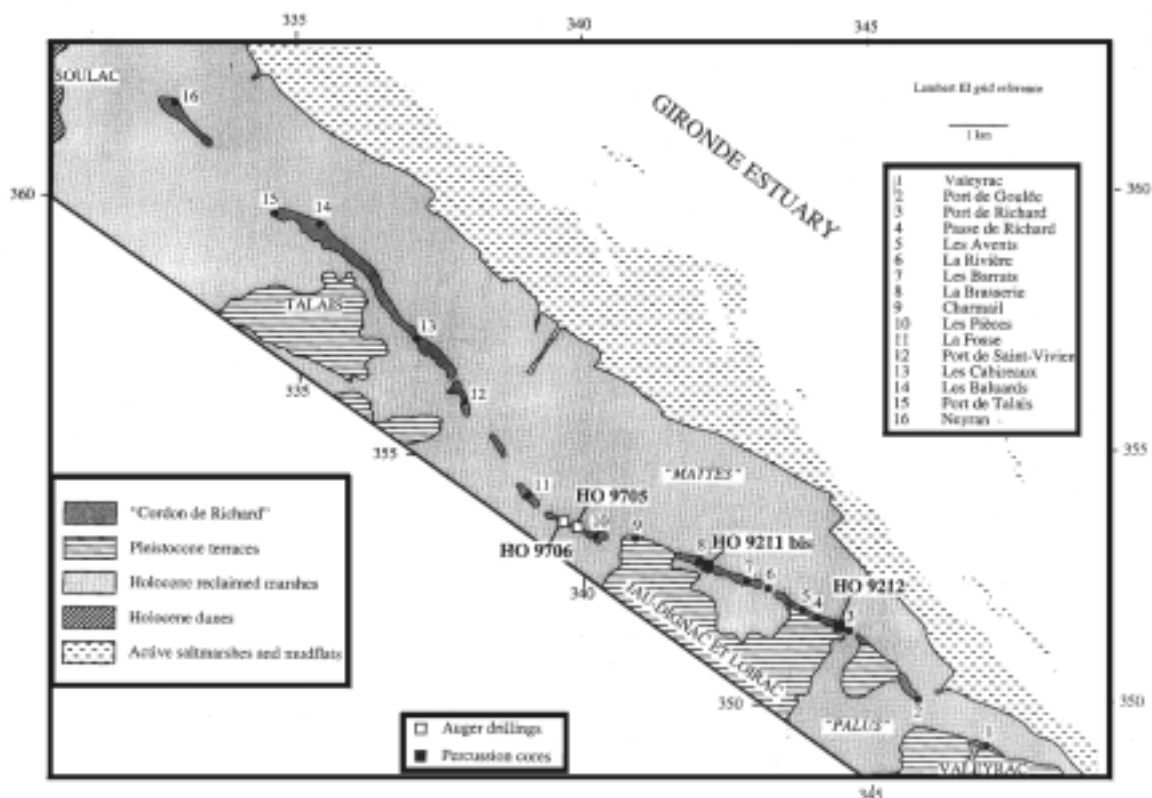 335
340
345
SOULAC
16
GIRONDE ESTUARY
Lambert III grid reference
1 km
360
360
15
14
1 Valeyrac
2 Port de Goulée
3 Port de Richard
4 Passe de Richard
5 Les Avents
6 La Rivière
7 Les Barrats
8 La Brasserie
9 Charmail
10 Les Pièces
11 La Fosse
12 Port de Saint-Vivien
13 Les Cabireaux
14 Les Baluards
15 Port de Talais
16 Neyran
TALAIS
13
335
12
355
355
"MATTES"
11
HO 9705
10
9
HO 9706
8
HO 9211 bis
7
6
HO 9212
340
5
4
3
JAU-DIGNAC ET LOIRAC
"Cordon de Richard"
Pleistocene terraces
Holocene reclaimed marshes
Holocene dunes
Active saltmarshes and mudflats
2
350
350
"PALUS"
1
VALEYRAC
Auger drillings
Percussion cores
345